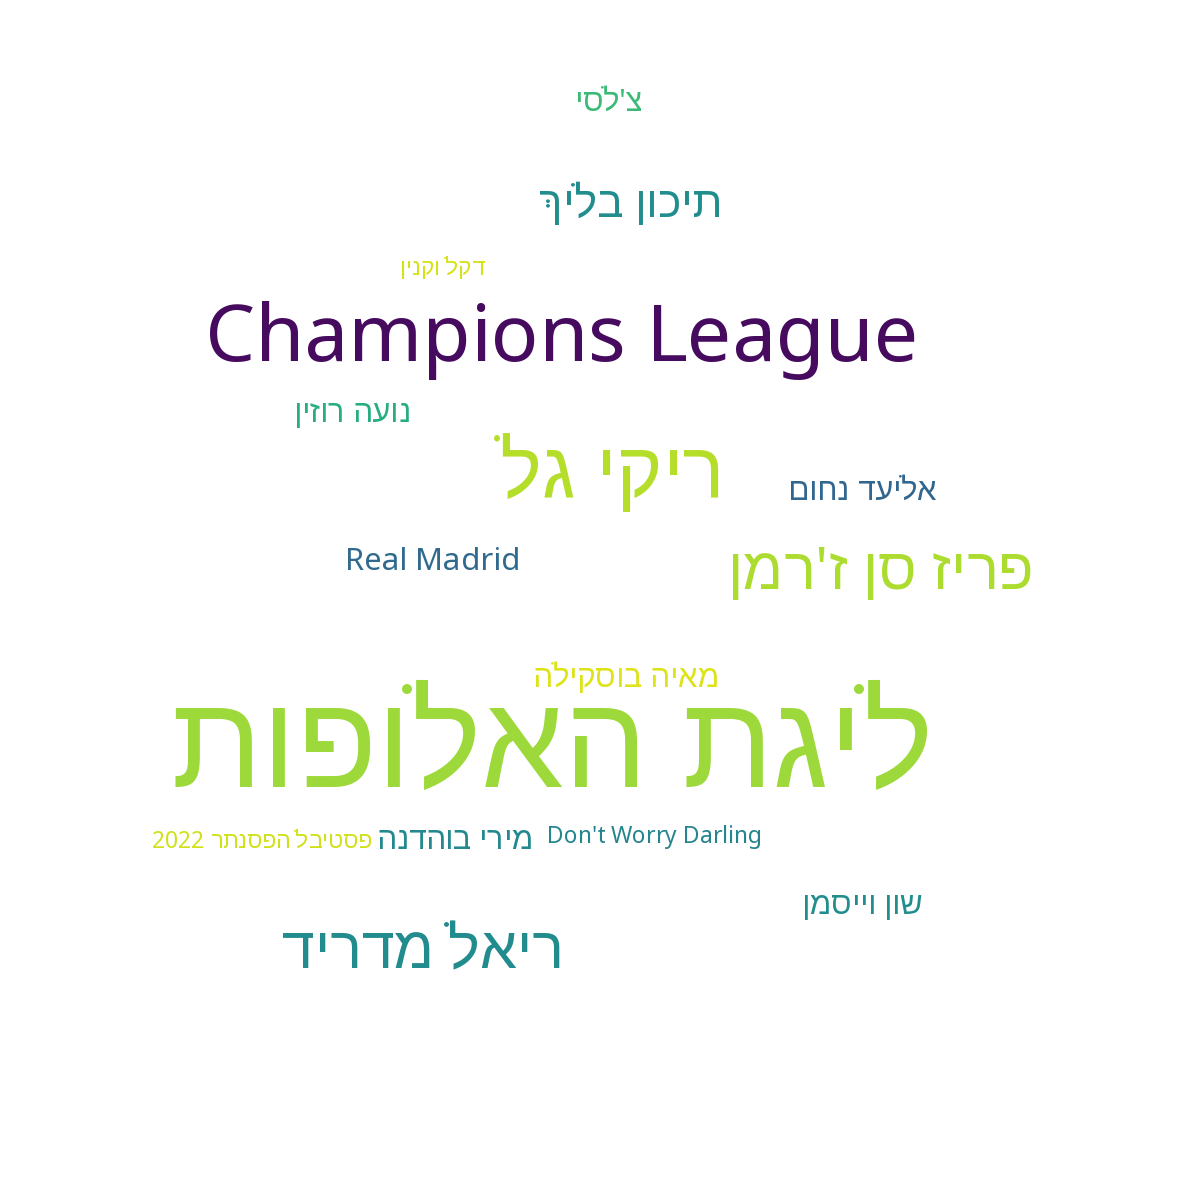 צ'לסי
תיכון בליך
דקל וקנין
Champions League
נועה רוזין
ריקי גל
אליעד נחום
Real Madrid
פריז סן ז'רמן
מאיה בוסקילה
ליגת האלופות
Don't Worry Darling
מירי בוהדנה
פסטיבל הפסנתר 2022
שון וייסמן
ריאל מדריד